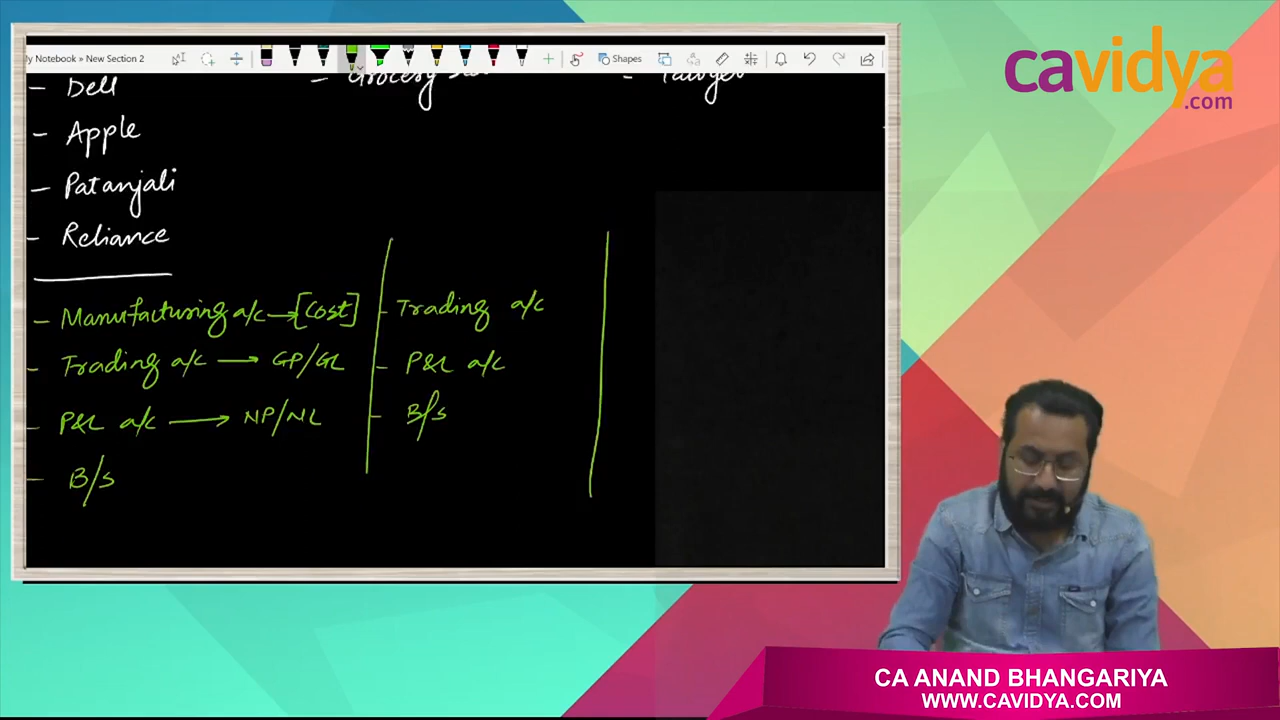 y Notebook » New Section 2
Shapes
cavidya
.com
- Dell
- Grocery
- Apple
- Patanjali
- Reliance
- Manufacturing a/c → [Cost]
- Trading a/c → GP/GL
- P&L a/c → NP/NL
- B/s
- Trading a/c
- P&L a/c
- B/s
CA ANAND BHANGARIYA
WWW.CAVIDYA.COM